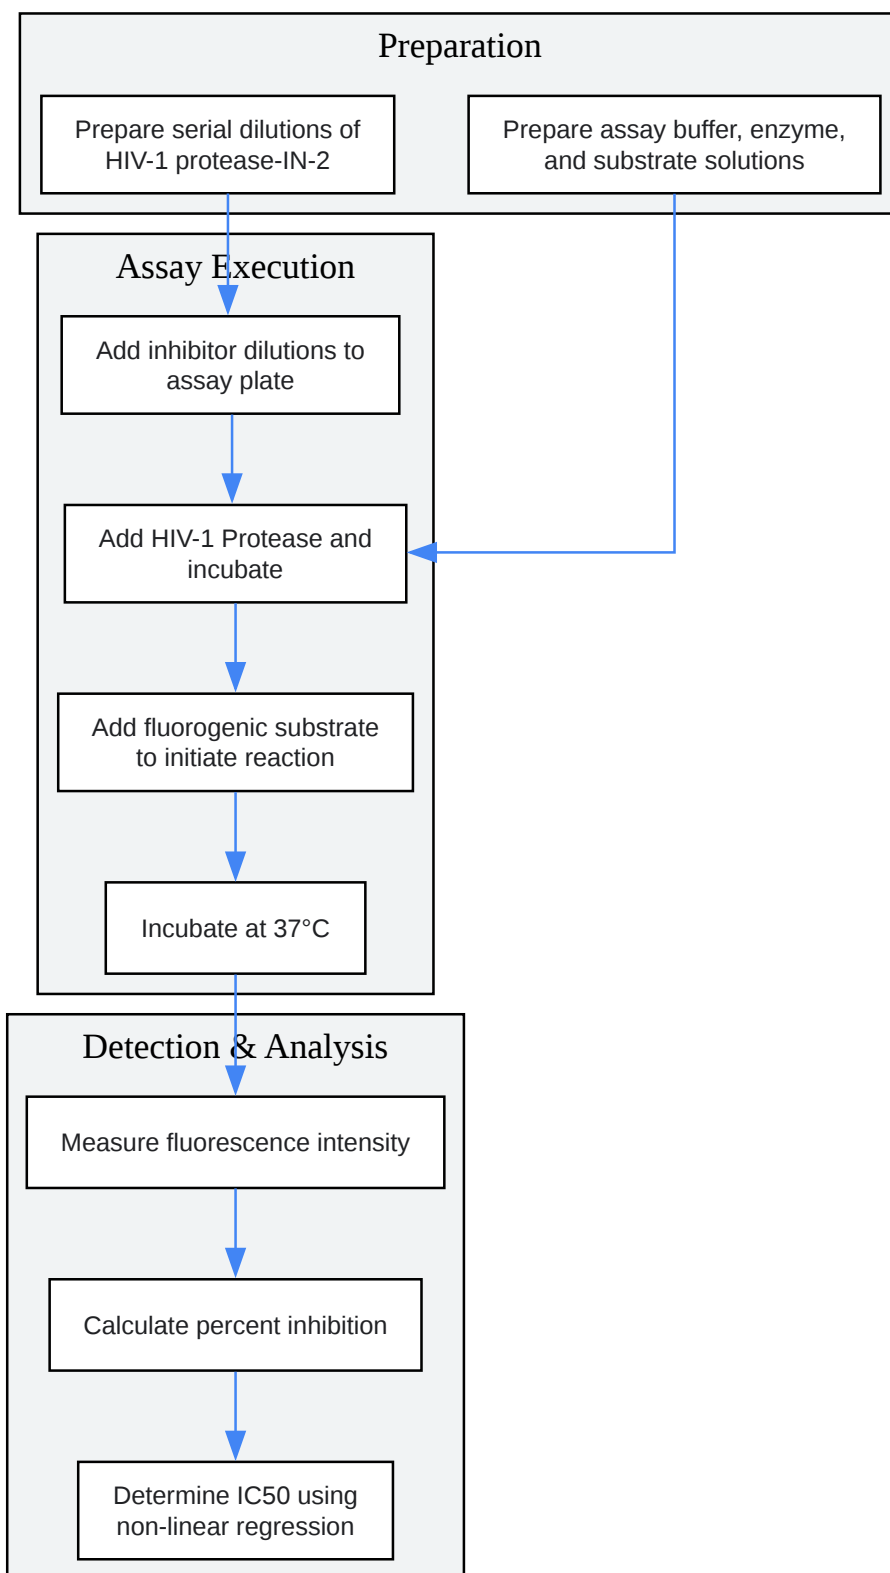 Preparation
Prepare serial dilutions of
HIV-1 protease-IN-2
Prepare assay buffer, enzyme,
and substrate solutions
Assay Execution
Add inhibitor dilutions to
assay plate
Add HIV-1 Protease and
incubate
Add fluorogenic substrate
to initiate reaction
Incubate at 37°C
Detection & Analysis
Measure fluorescence intensity
Calculate percent inhibition
Determine IC50 using
non-linear regression